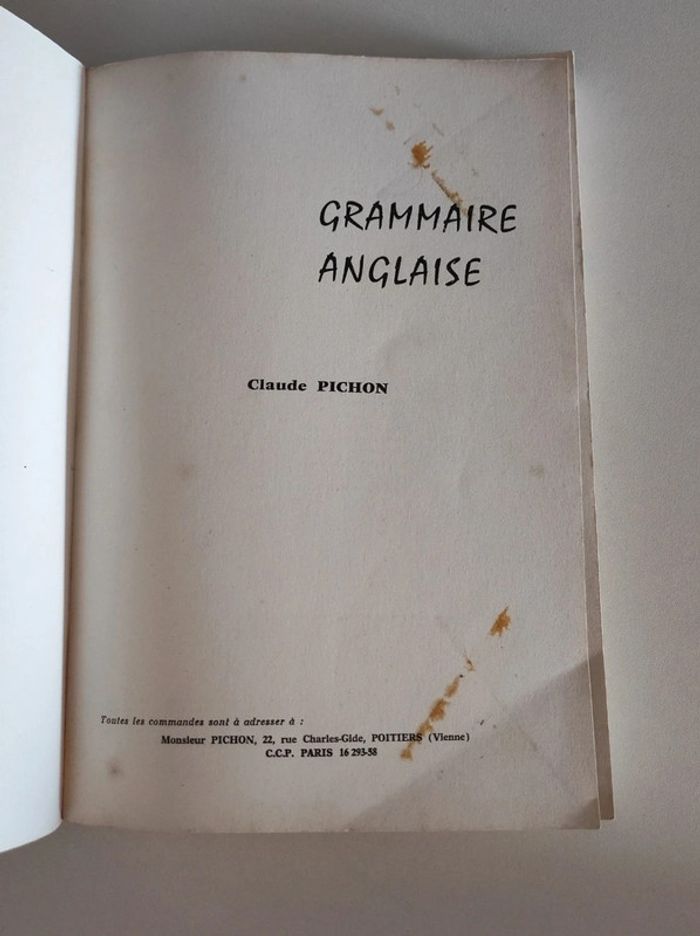 GRAMMAIRE
ANGLAISE
Claude PICHON
Toutes les commandes sont à adresser à :
Monsieur PICHON, 22, rue Charles-Gide, POITIERS (Vienne)
C.C.P. PARIS 16 293-58